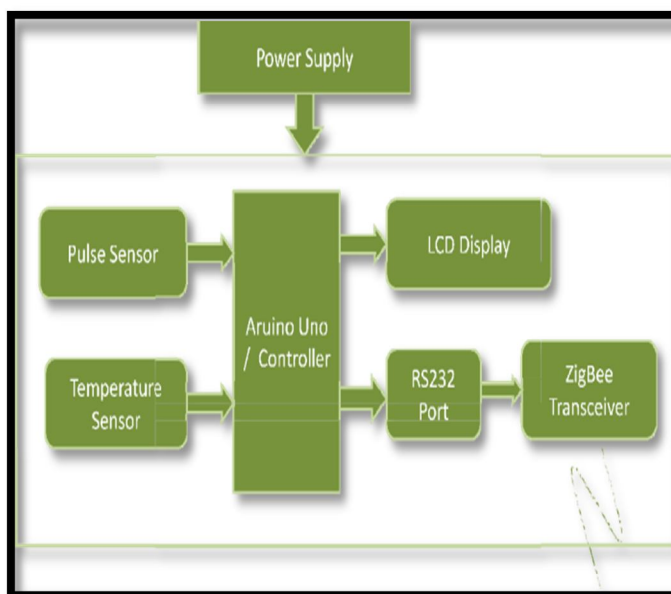 Power Supply
Pulse Sensor
LCD Display
Aruino Uno
/ Controller
Temperature
Sensor
RS232
Port
ZigBee
Transceiver